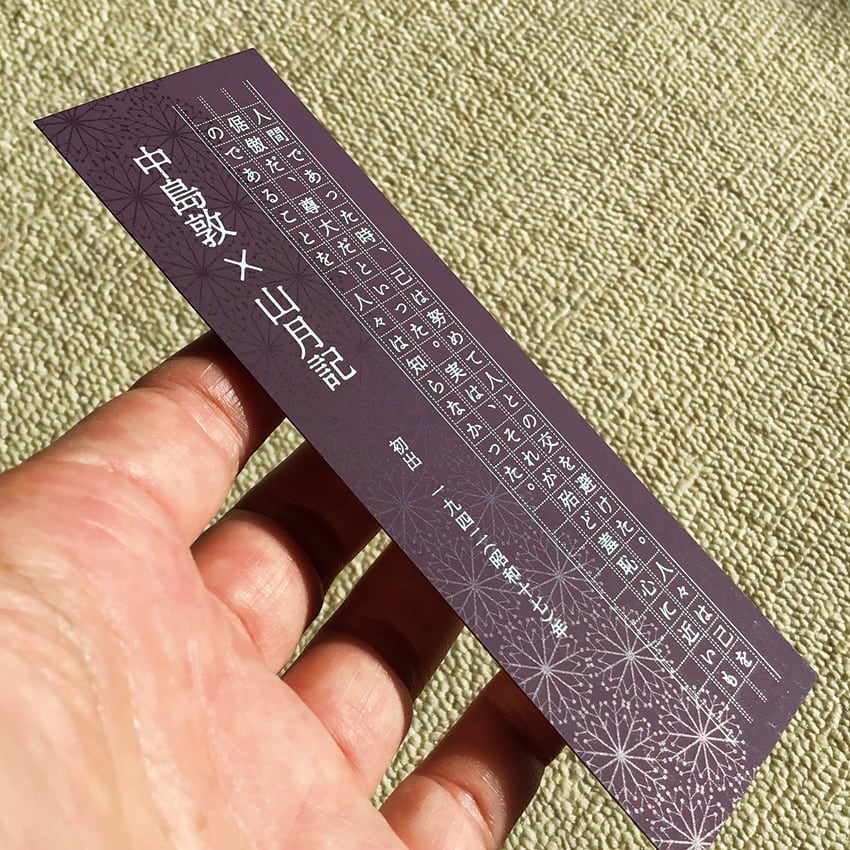 人間であった時、己は努めて人との交を避けた。人々は己を
倨傲だ、尊大だといった。実は、それが殆ど羞恥心に近いも
のであることを、人々は知らなかった。
中島敦×山月記
初出　一九四二（昭和十七）年